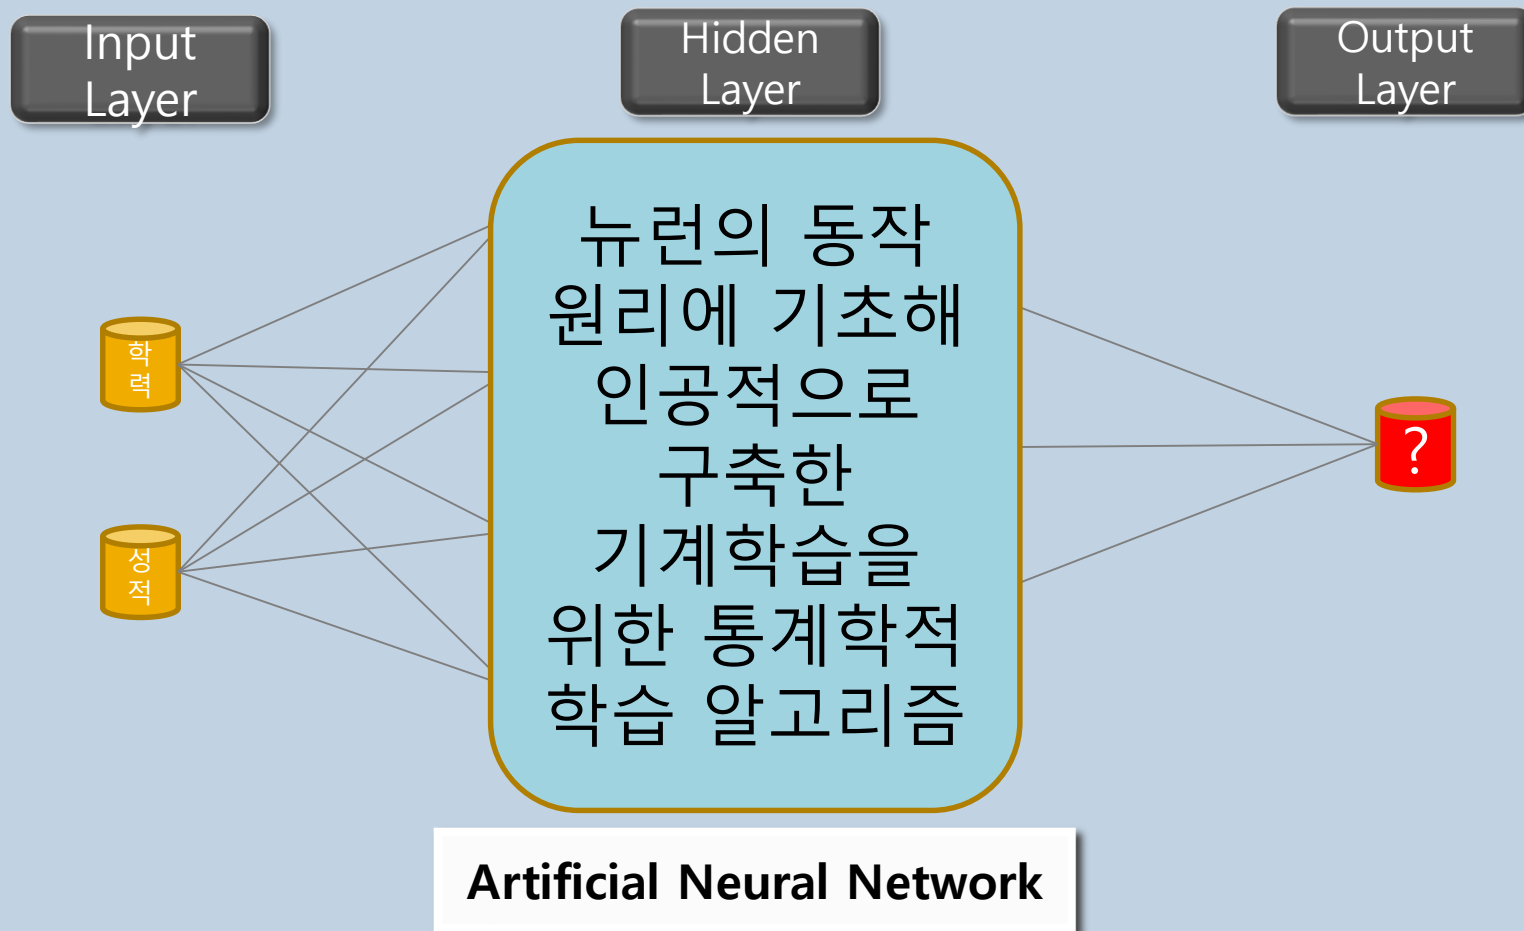 Input
Layer
Hidden
Layer
Output
Layer
뉴런의 동작
원리에 기초해
인공적으로
구축한
기계학습을
위한 통계학적
학습 알고리즘
학
력
성
적
?
Artificial Neural Network